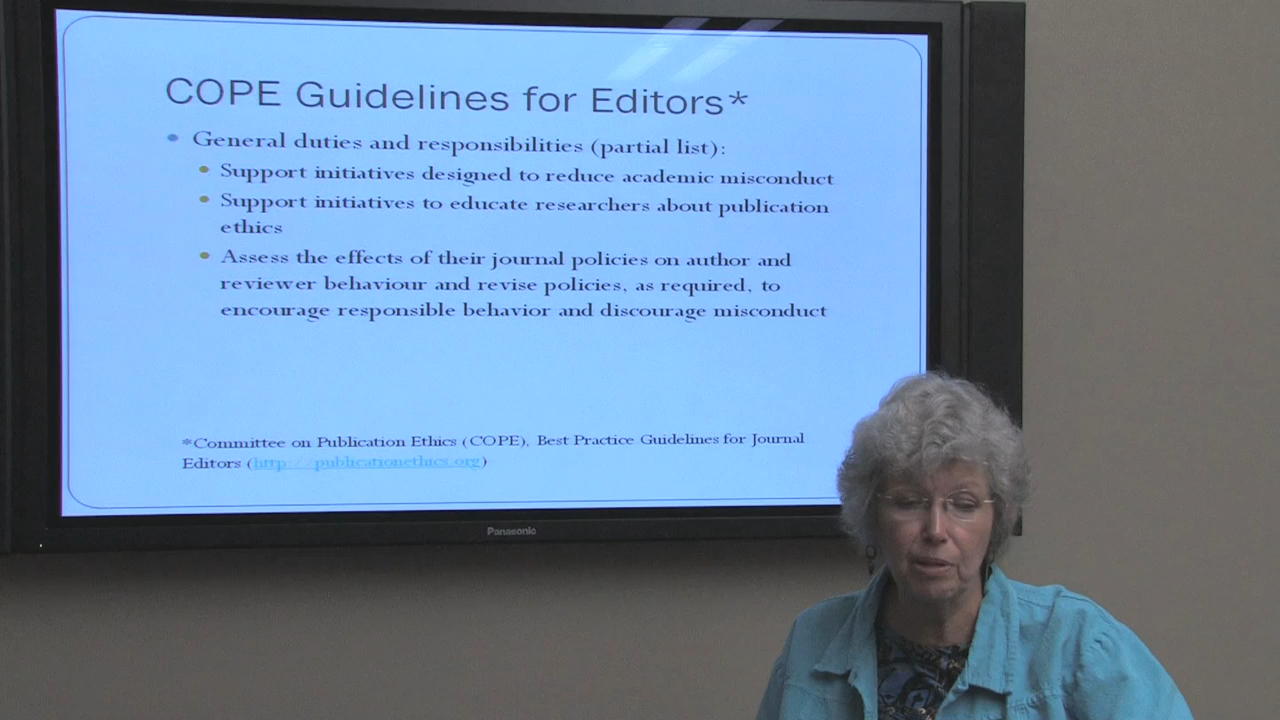 COPE Guidelines for Editors*
General duties and responsibilities (partial list):
Support initiatives designed to reduce academic misconduct
Support initiatives to educate researchers about publication
ethics
Assess the effects of their journal policies on author and
reviewer behaviour and revise policies, as required, to
encourage responsible behavior and discourage misconduct
*Committee on Publication Ethics (COPE), Best Practice Guidelines for Journal
Editors (http://publicationethics.org)
Panasonic